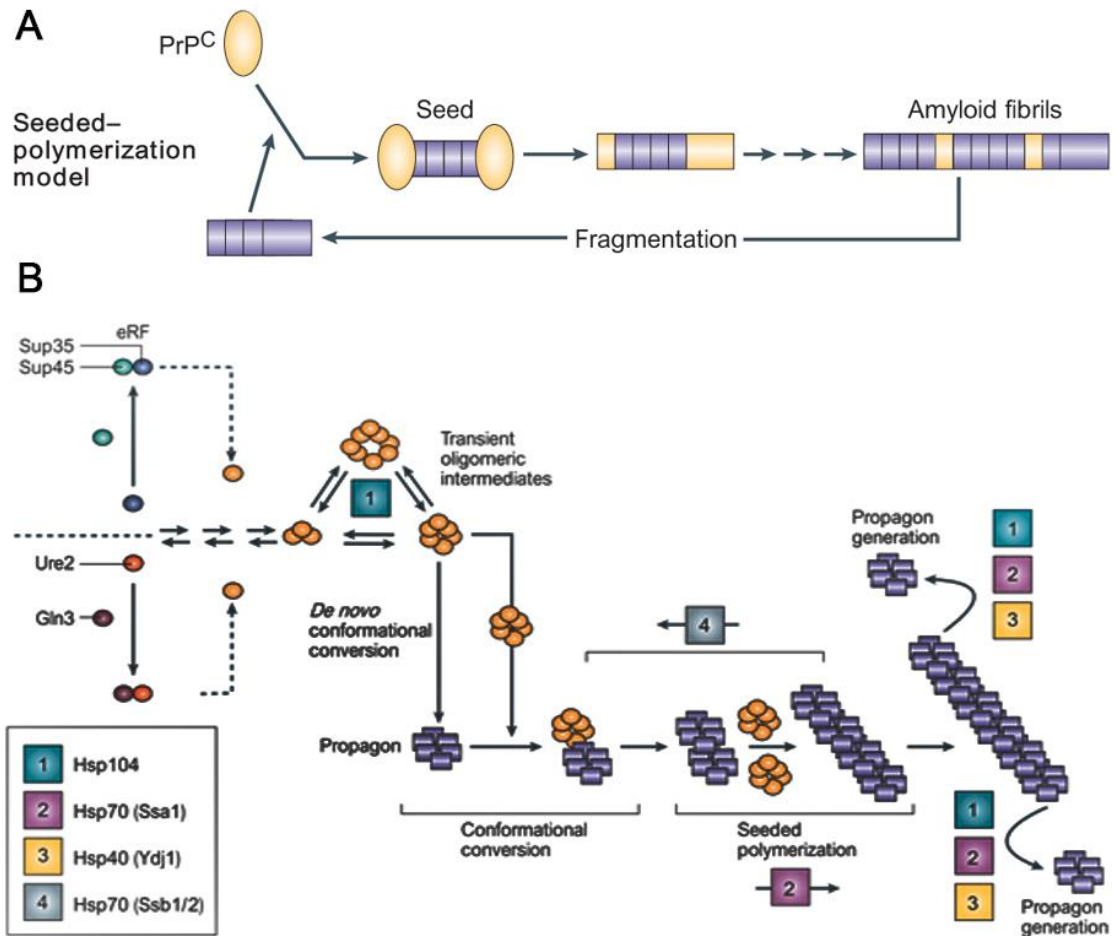 A
PrPC
Seeded–
polymerization
model
Seed
Amyloid fibrils
Fragmentation
B
eRF
Sup35
Sup45
Ure2
Gln3
1
Transient
oligomeric
intermediates
De novo
conformational
conversion
4
Propagon
generation
1
2
3
Propagon
Conformational
conversion
Seeded
polymerization
2
1
2
3
Propagon
generation
1 Hsp104
2 Hsp70 (Ssa1)
3 Hsp40 (Ydj1)
4 Hsp70 (Ssb1/2)